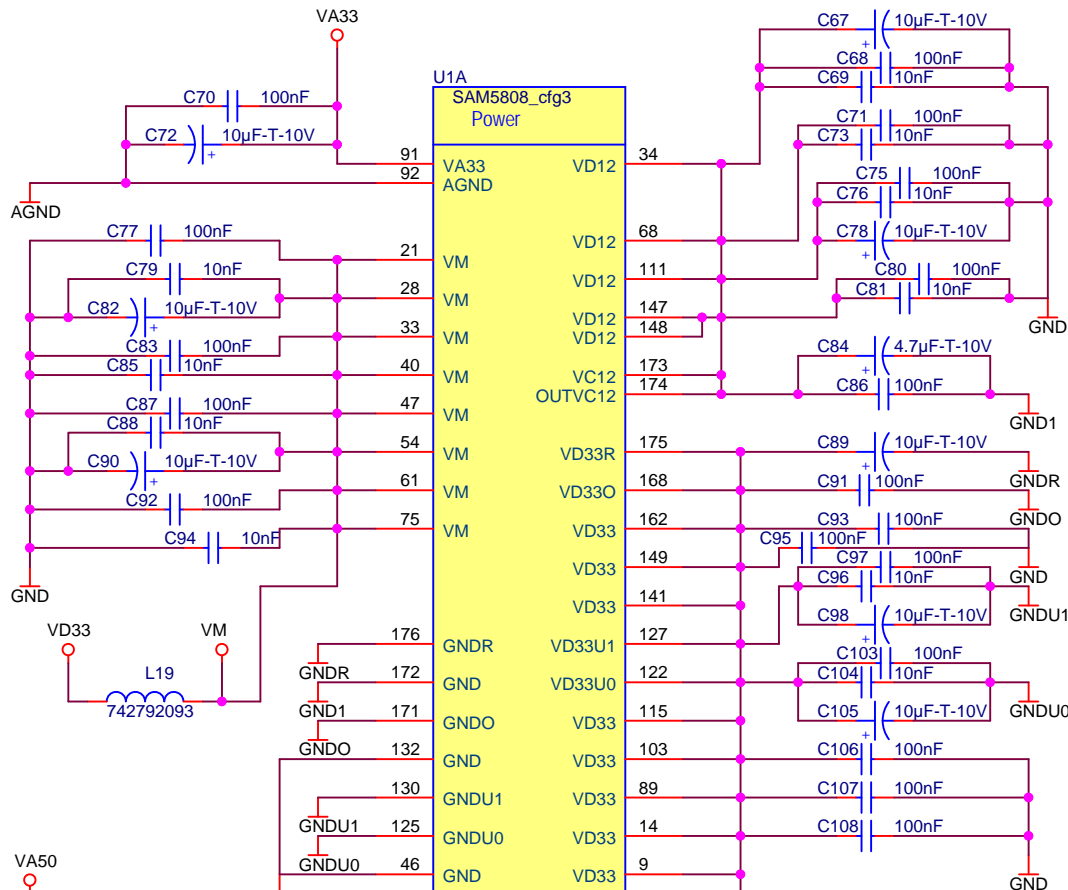 VA33
C70 100nF
C72 10µF-T-10V
AGND
C77 100nF
C79 10nF
C82 10µF-T-10V
C83 100nF
C85 10nF
C87 100nF
C88 10nF
C90 10µF-T-10V
C92 100nF
C94 10nF
GND
VD33
VM
L19
742792093
VA50
U1A
SAM5808_cfg3
Power
91 VA33
92 AGND
21 VM
28 VM
33 VM
40 VM
47 VM
54 VM
61 VM
75 VM
176 GNDR
GNDR
172 GND
GND1
171 GNDO
GNDO
132 GND
130 GNDU1
GNDU1
125 GNDU0
GNDU0
46 GND
VD12 34
VD12 68
VD12 111
VD12 147
VD12 148
VC12 173
OUTVC12 174
VD33R 175
VD33O 168
VD33 162
VD33 149
VD33 141
VD33U1 127
VD33U0 122
VD33 115
VD33 103
VD33 89
VD33 14
VD33 9
C67 10µF-T-10V
C68 100nF
C69 10nF
C71 100nF
C73 10nF
C75 100nF
C76 10nF
C78 10µF-T-10V
C80 100nF
C81 10nF
GND
C84 4.7µF-T-10V
C86 100nF
GND1
C89 10µF-T-10V
GNDR
C91 100nF
GNDO
C93 100nF
C95 100nF
GND
C97 100nF
C96 10nF
GNDU1
C98 10µF-T-10V
C103 100nF
C104 10nF
GNDU0
C105 10µF-T-10V
C106 100nF
C107 100nF
C108 100nF
GND